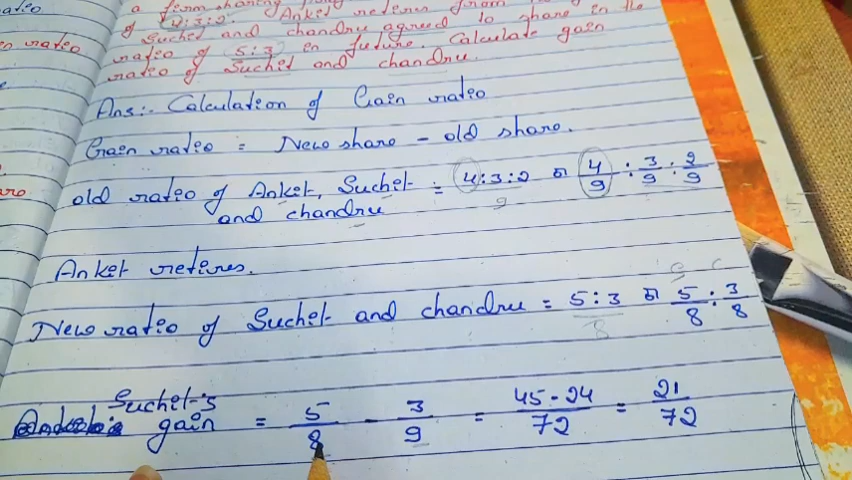 a firm sharing
of 4:3:2. Anket retires from the
of Suchet and chandru agreed to share in the
ratio of 5:3 in future. Calculate gain
ratio of Suchet and chandru.
Ans:- Calculation of Gain ratio
Gain ratio = New share - old share.
old ratio of Anket, Suchet = 4:3:2 or 4/9 : 3/9 : 2/9
and chandru 9
Anket retires.
S C
New ratio of Suchet and chandru = 5:3 or 5/8 : 3/8
8
Suchet's
gain = 5/8 - 3/9 = 45-24/72 = 21/72